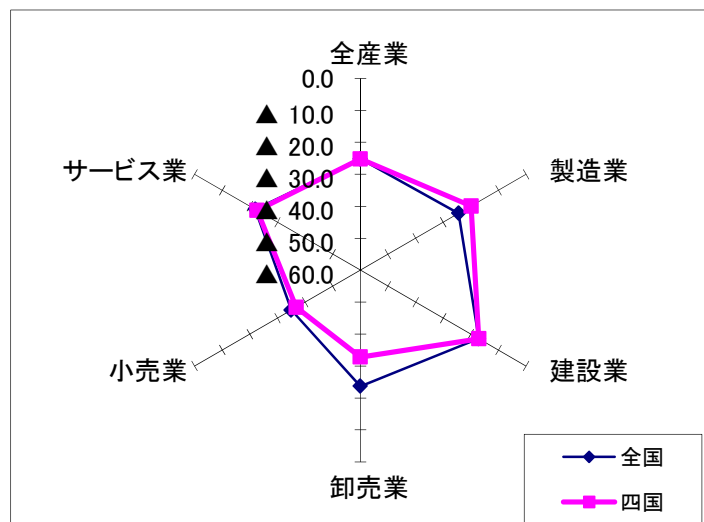 全産業
0.0
▲ 10.0
▲ 20.0
▲ 30.0
▲ 40.0
▲ 50.0
▲ 60.0
サービス業
製造業
小売業
建設業
卸売業
全国
四国